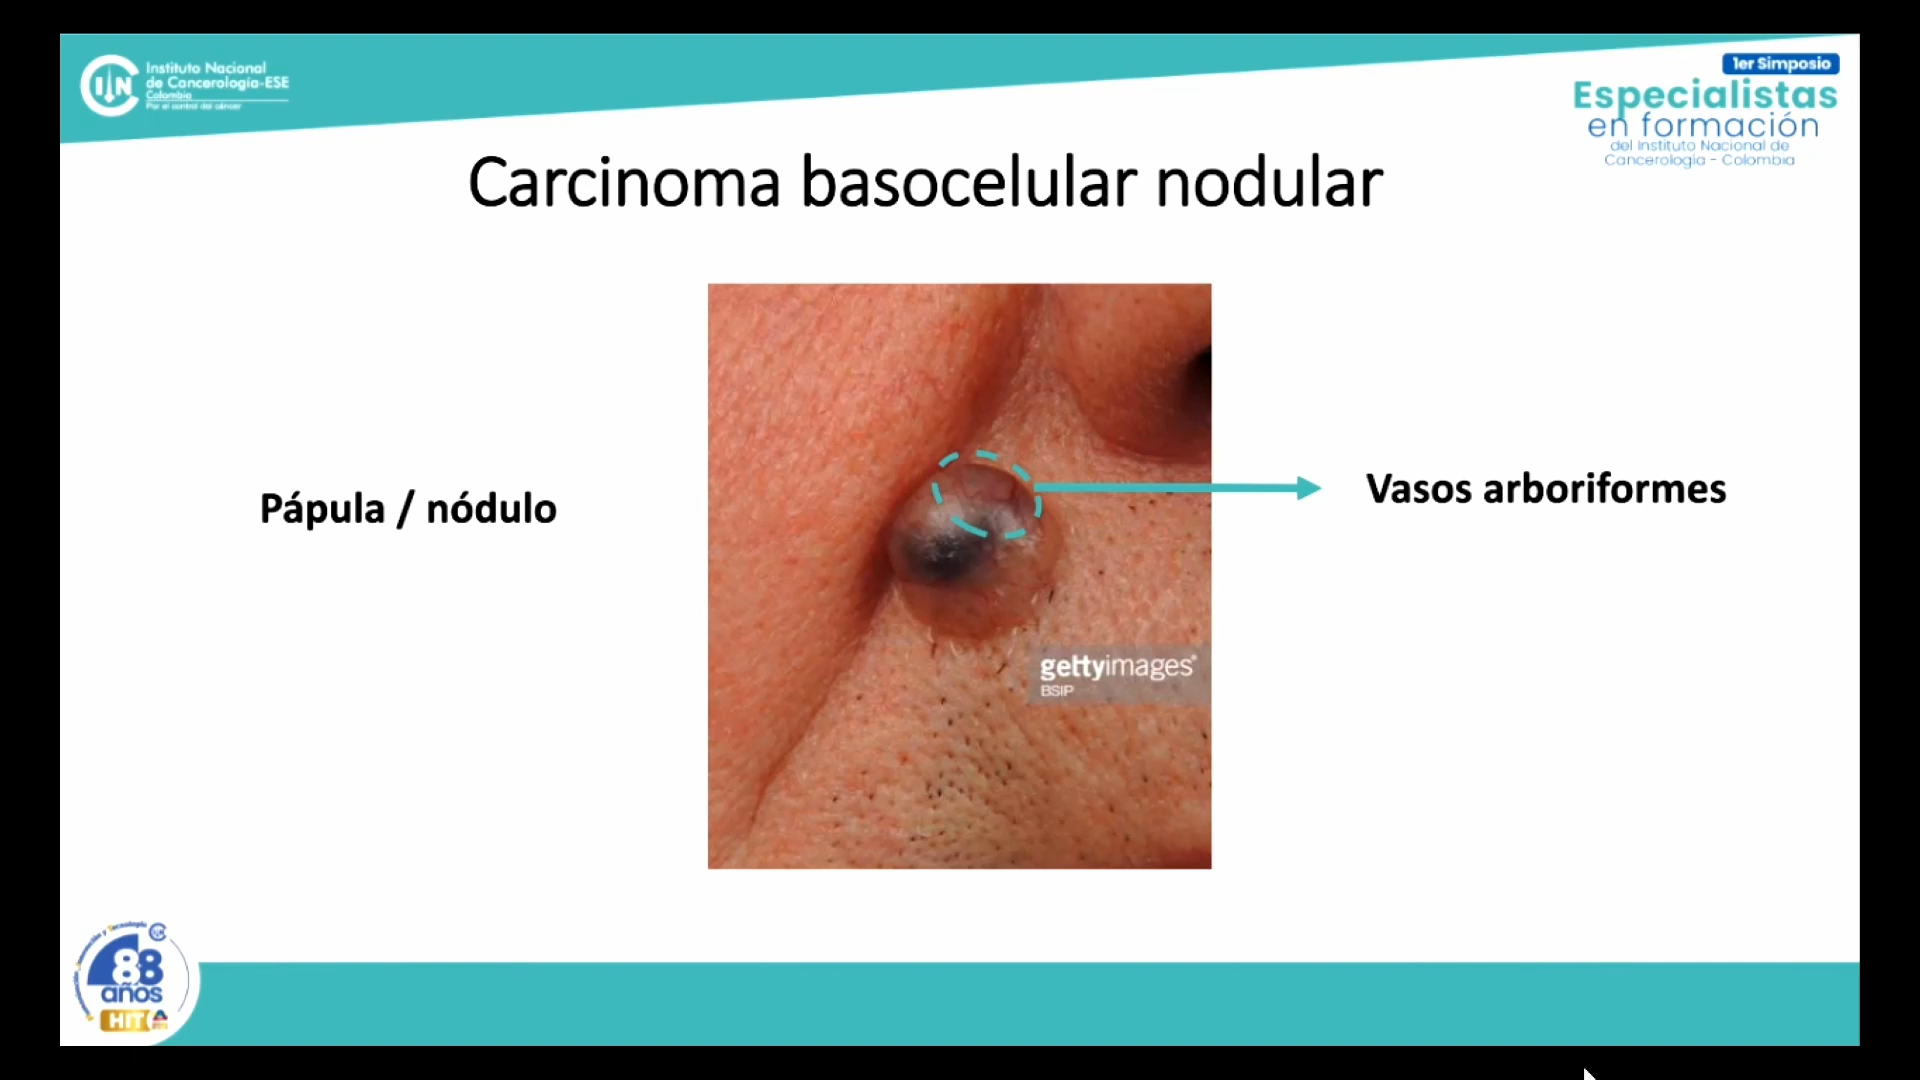 Instituto Nacional
de Cancerología-ESE
Colombia
Por el control del cáncer
1er Simposio
Especialistas
en formación
del Instituto Nacional de
Cancerología - Colombia
Carcinoma basocelular nodular
Pápula / nódulo
Vasos arboriformes
gettyimages®
BSIP
88
años
HIT